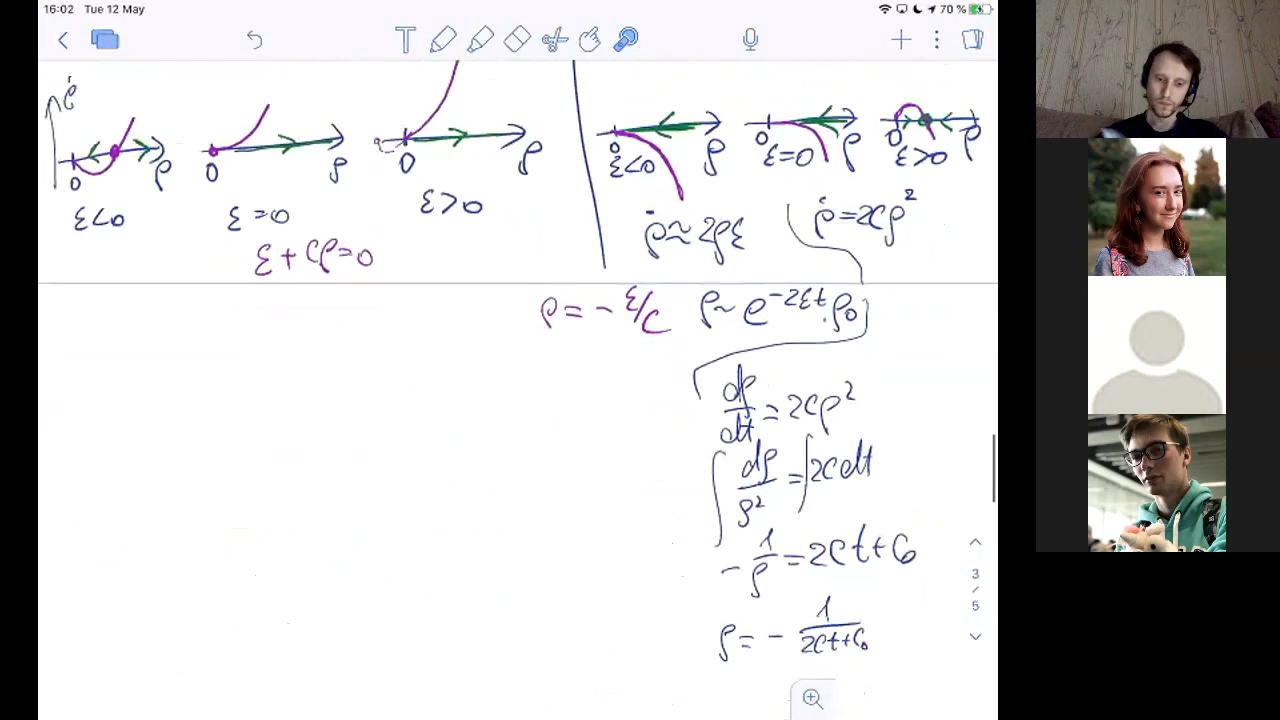 16:02 Tue 12 May
70 %
T
ρ̇
0
ρ
ε<0
0
ρ
ε=0
0
ρ
ε>0
ε+Cρ=0
0
ρ
ε<0
0
ρ
ε=0
0
ρ
ε>0
ρ̇≈2ρε
ρ̇=2Cρ²
ρ = - ε/C
ρ~ e^{-2εt}·ρ₀
dρ/dt = 2Cρ²
∫ dρ/ρ² = ∫2Cdt
- 1/ρ = 2Ct+C₀
ρ = - 1/(2Ct+C₀)
3
/
5